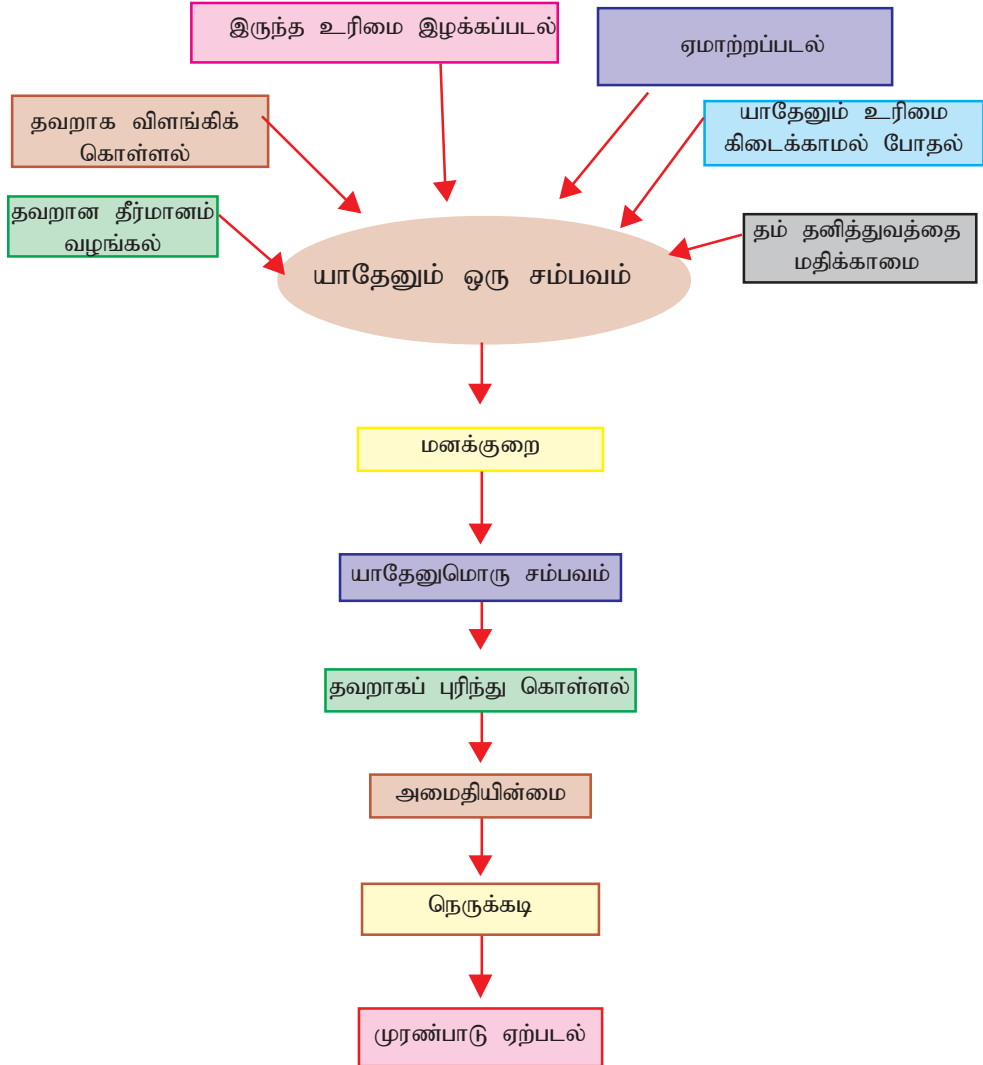 இருந்த உரிமை இழக்கப்படல்
ஏமாற்றப்படல்
தவறாக விளங்கிக்
கொள்ளல்
யாதேனும் உரிமை
கிடைக்காமல் போதல்
தவறான தீர்மானம்
வழங்கல்
தம் தனித்துவத்தை
மதிக்காமை
யாதேனும் ஒரு சம்பவம்
மனக்குறை
யாதேனுமொரு சம்பவம்
தவறாகப் புரிந்து கொள்ளல்
அமைதியின்மை
நெருக்கடி
முரண்பாடு ஏற்படல்